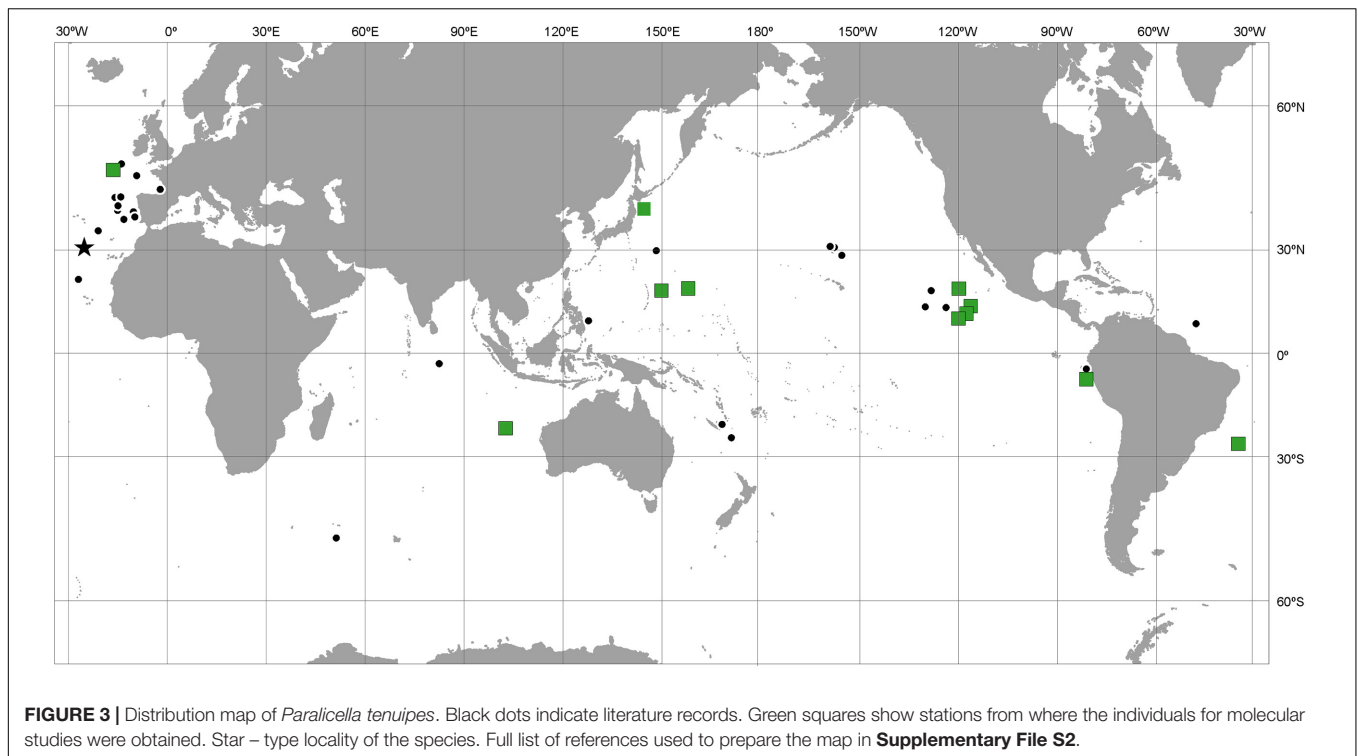 30°W 0° 30°E 60°E 90°E 120°E 150°E 180° 150°W 120°W 90°W 60°W 30°W
60°N
30°N
0°
30°S
60°S
FIGURE 3 | Distribution map of Paralicella tenuipes. Black dots indicate literature records. Green squares show stations from where the individuals for molecular
studies were obtained. Star – type locality of the species. Full list of references used to prepare the map in Supplementary File S2.